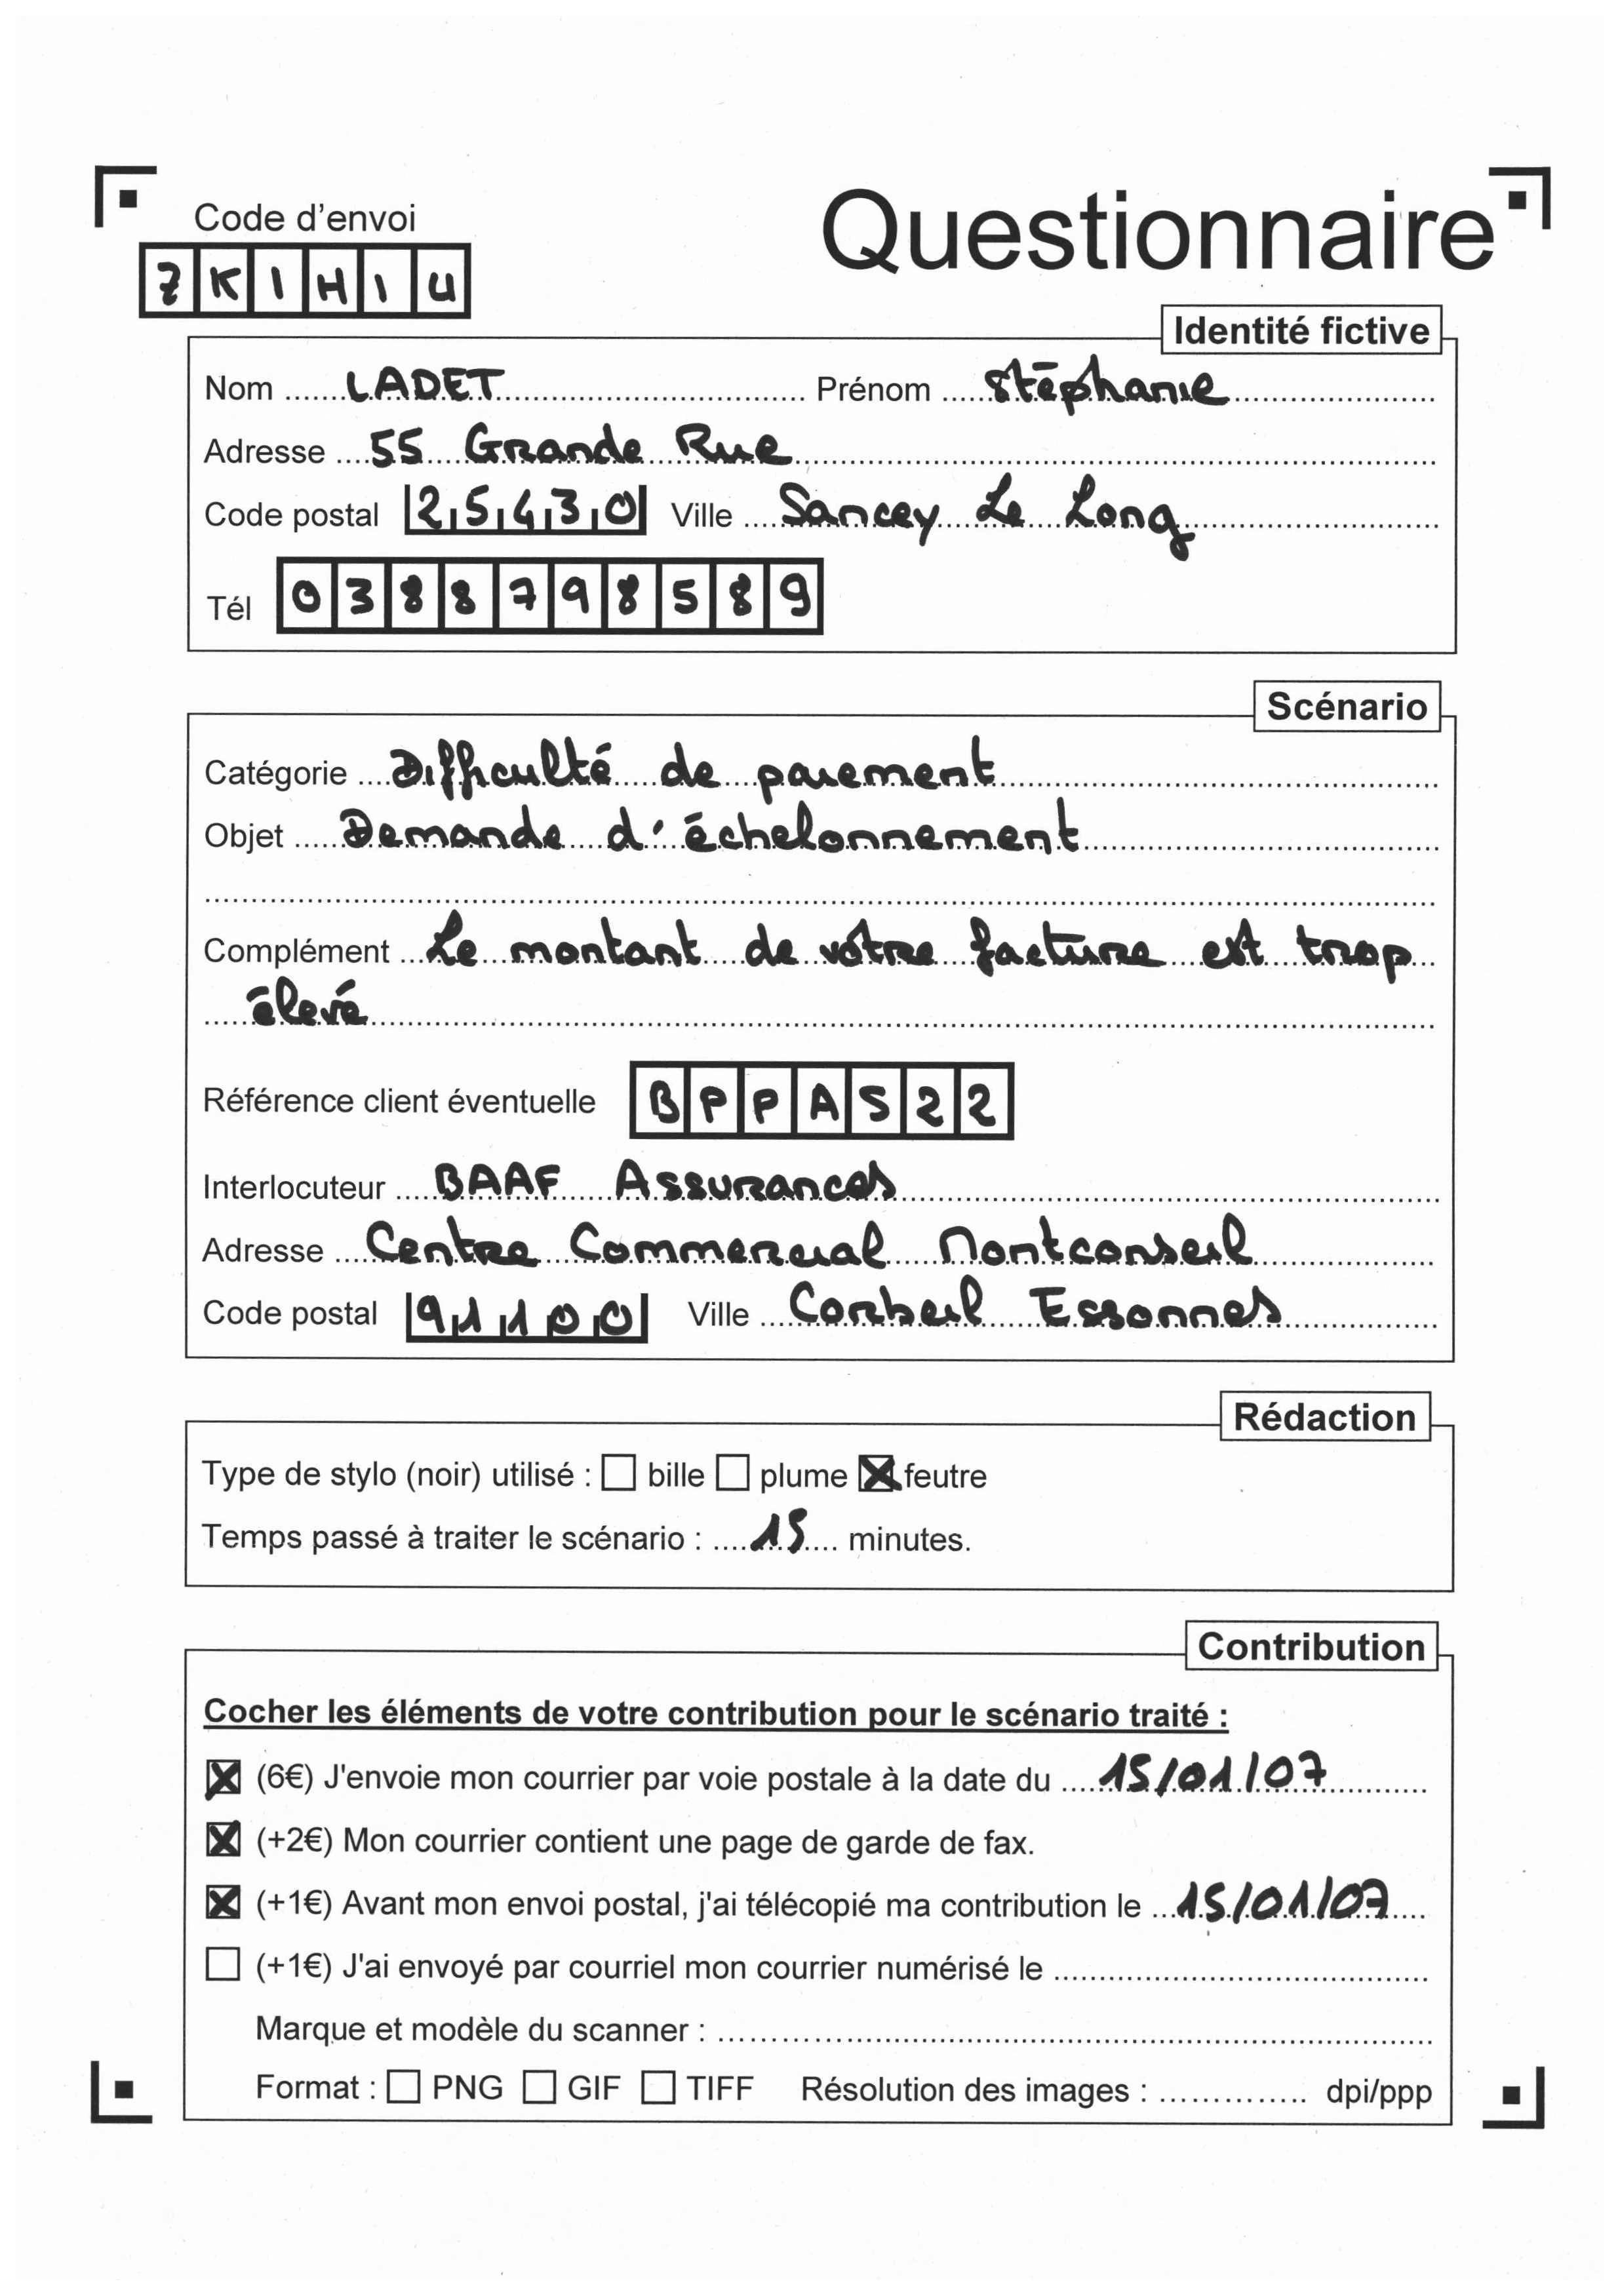 Code d'envoi
Questionnaire
7 K I H I U
Identité fictive
Nom LADET Prénom Stéphanie
Adresse 55 Grande Rue
Code postal 25430 Ville Sancey Le Long
Tél 0388798589
Scénario
Catégorie Difficulté de paiement
Objet Demande d'échelonnement
Complément Le montant de votre facture est trop
élevé
Référence client éventuelle BPPAS22
Interlocuteur BAAF Assurances
Adresse Centre Commercial Montconseil
Code postal 91100 Ville Corbeil Essonnes
Rédaction
Type de stylo (noir) utilisé : bille plume feutre
Temps passé à traiter le scénario : 15 minutes.
Contribution
Cocher les éléments de votre contribution pour le scénario traité :
(6€) J'envoie mon courrier par voie postale à la date du 15/01/07
(+2€) Mon courrier contient une page de garde de fax.
(+1€) Avant mon envoi postal, j'ai télécopié ma contribution le 15/01/07
(+1€) J'ai envoyé par courriel mon courrier numérisé le
Marque et modèle du scanner :
Format : PNG GIF TIFF Résolution des images : dpi/ppp